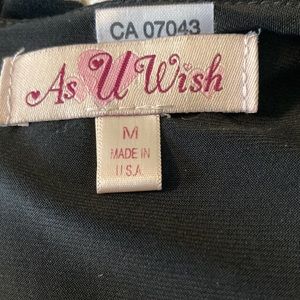 CA 07043
As U Wish
M
MADE IN
U.S.A.